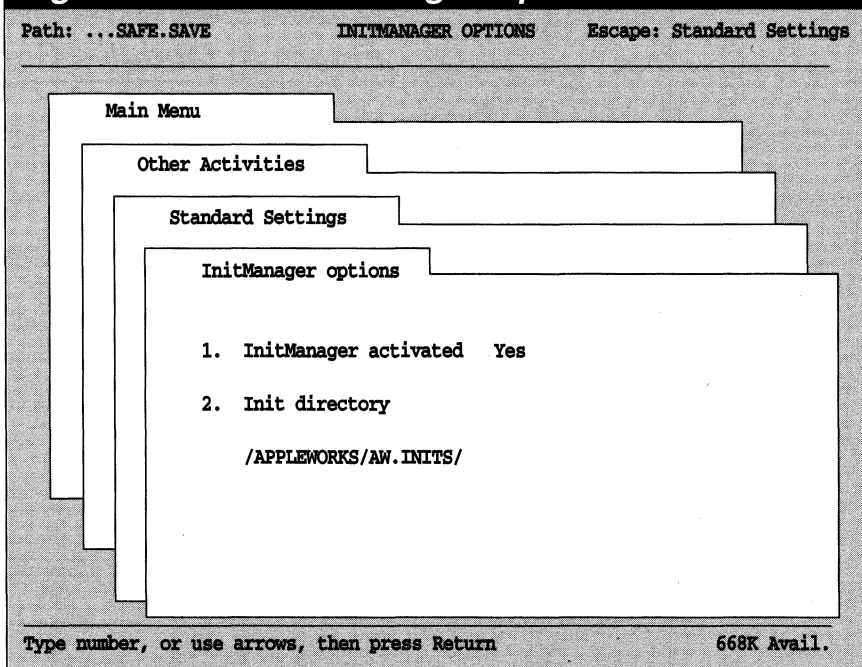 Path: ...SAFE.SAVE INITMANAGER OPTIONS Escape: Standard Settings
Main Menu
Other Activities
Standard Settings
InitManager options
1. InitManager activated Yes
2. Init directory
/APPLEWORKS/AW.INITS/
Type number, or use arrows, then press Return 668K Avail.